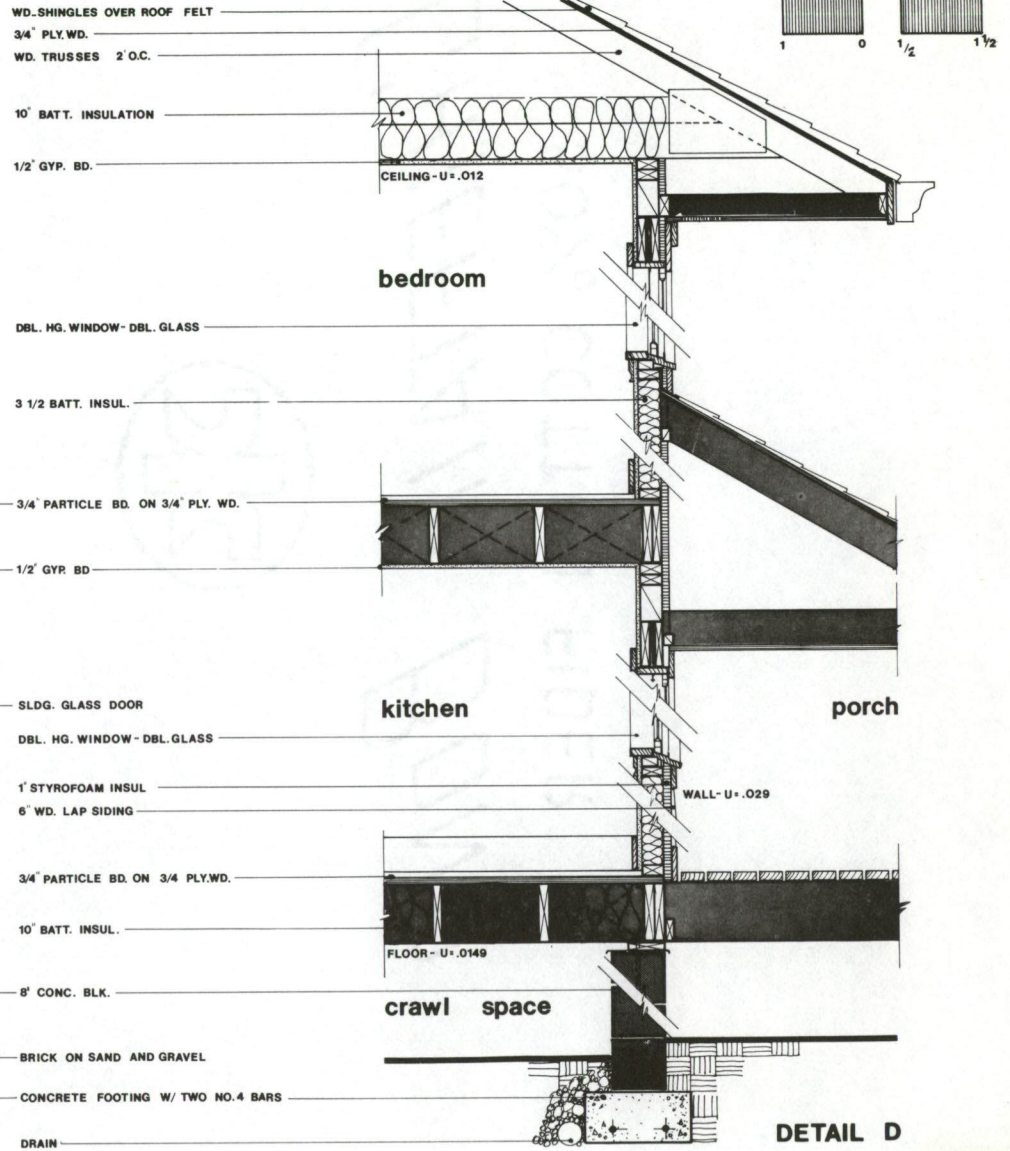 WD. SHINGLES OVER ROOF FELT
3/4" PLY. WD.
WD. TRUSSES 2' O.C.
1 0 1/2 1 1/2
10" BATT. INSULATION
1/2" GYP. BD.
CEILING - U = .012
bedroom
DBL. HG. WINDOW - DBL. GLASS
3 1/2 BATT. INSUL.
3/4" PARTICLE BD. ON 3/4" PLY. WD.
1/2" GYP. BD
SLDG. GLASS DOOR
kitchen
porch
DBL. HG. WINDOW - DBL. GLASS
1" STYROFOAM INSUL
WALL - U = .029
6" WD. LAP SIDING
3/4" PARTICLE BD. ON 3/4 PLY.WD.
10" BATT. INSUL.
FLOOR - U = .0149
8" CONC. BLK.
crawl space
BRICK ON SAND AND GRAVEL
CONCRETE FOOTING W/ TWO NO. 4 BARS
DRAIN
DETAIL D